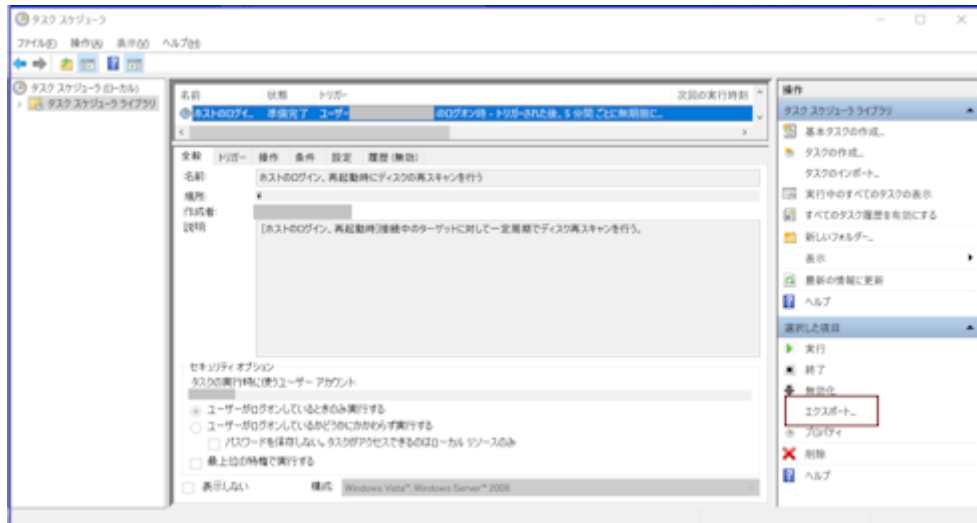 タスク スケジューラ
ファイル(F) 操作(A) 表示(V) ヘルプ(H)
タスク スケジューラ (ローカル)
タスク スケジューラ ライブラリ
名前 状態 トリガー 次回の実行時刻
ホストのログイ... 準備完了 ユーザー のログオン時 - トリガーされた後、5 分間 ごとに無期限に...
全般 トリガー 操作 条件 設定 履歴 (無効)
名前: ホストのログイン、再起動時にディスクの再スキャンを行う
場所: ¥
作成者:
説明: [ホストのログイン、再起動時]接続中のターゲットに対して一定周期でディスク再スキャンを行う。
セキュリティ オプション
タスクの実行時に使うユーザー アカウント:
ユーザーがログオンしているときのみ実行する
ユーザーがログオンしているかどうかにかかわらず実行する
パスワードを保存しない。タスクがアクセスできるのはローカル リソースのみ
最上位の特権で実行する
表示しない 構成: Windows Vista™, Windows Server™ 2008
操作
タスク スケジューラ ライブラリ
基本タスクの作成...
タスクの作成...
タスクのインポート...
実行中のすべてのタスクの表示
すべてのタスク履歴を有効にする
新しいフォルダー...
表示
最新の情報に更新
ヘルプ
選択した項目
実行
終了
無効化
エクスポート...
プロパティ
削除
ヘルプ